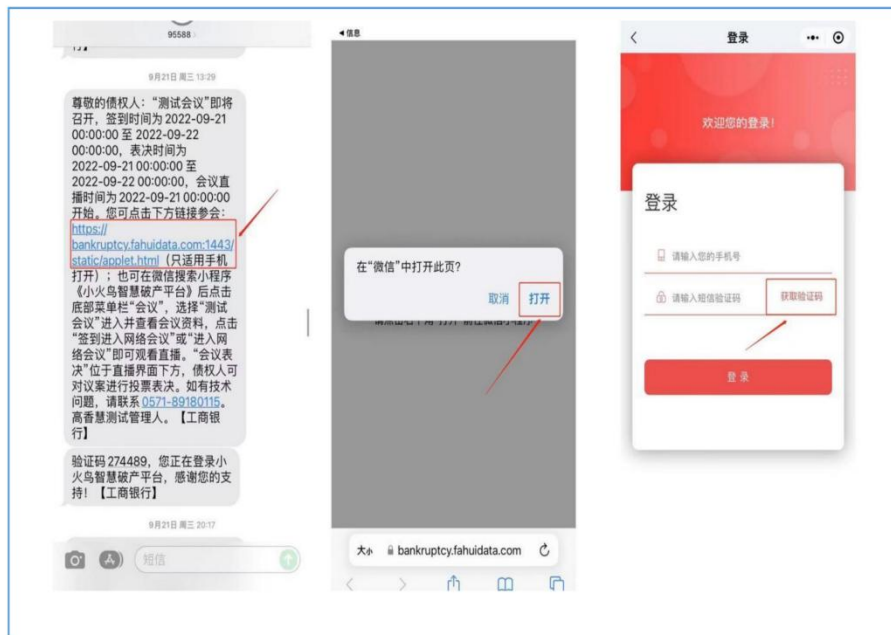 95588
9月21日 周三 13:29
尊敬的债权人：“测试会议”即将
召开，签到时间为 2022-09-21
00:00:00 至 2022-09-22
00:00:00，表决时间为
2022-09-21 00:00:00 至
2022-09-22 00:00:00，会议直
播时间为 2022-09-21 00:00:00
开始。您可点击下方链接参会：
https://
bankruptcy.fahuidata.com:1443/
static/applet.html（只适用手机
打开）；也可在微信搜索小程序
《小火鸟智慧破产平台》后点击
底部菜单栏“会议”，选择“测试
会议”进入并查看会议资料，点击
“签到进入网络会议”或“进入网
络会议”即可观看直播。“会议表
决”位于直播界面下方，债权人可
对议案进行投票表决。如有技术
问题，请联系 0571-89180115。
高香慧测试管理人。【工商银
行】
验证码 274489，您正在登录小
火鸟智慧破产平台，感谢您的支
持！【工商银行】
9月21日 周三 20:17
短信
信息
在“微信”中打开此页？
取消 打开
大小 bankruptcy.fahuidata.com
登录
欢迎您的登录！
登录
请输入您的手机号
请输入短信验证码 获取验证码
登 录